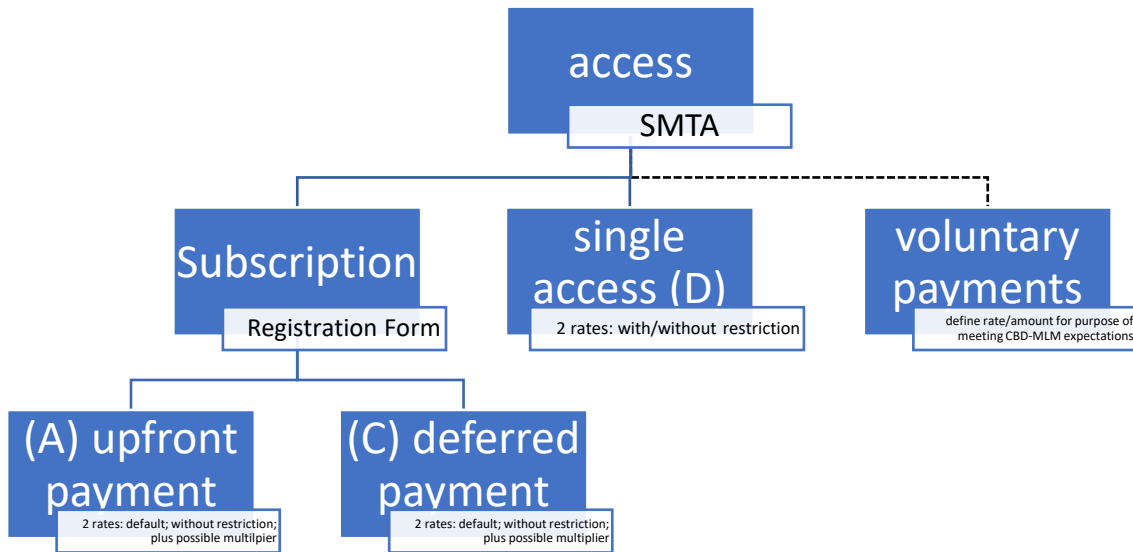 access
SMTA
Subscription
Registration Form
single
access (D)
2 rates: with/without restriction
voluntary
payments
define rate/amount for purpose of
meeting CBD-MLM expectations
(A) upfront
payment
2 rates: default; without restriction;
plus possible multilpier
(C) deferred
payment
2 rates: default; without restriction;
plus possible multiplier